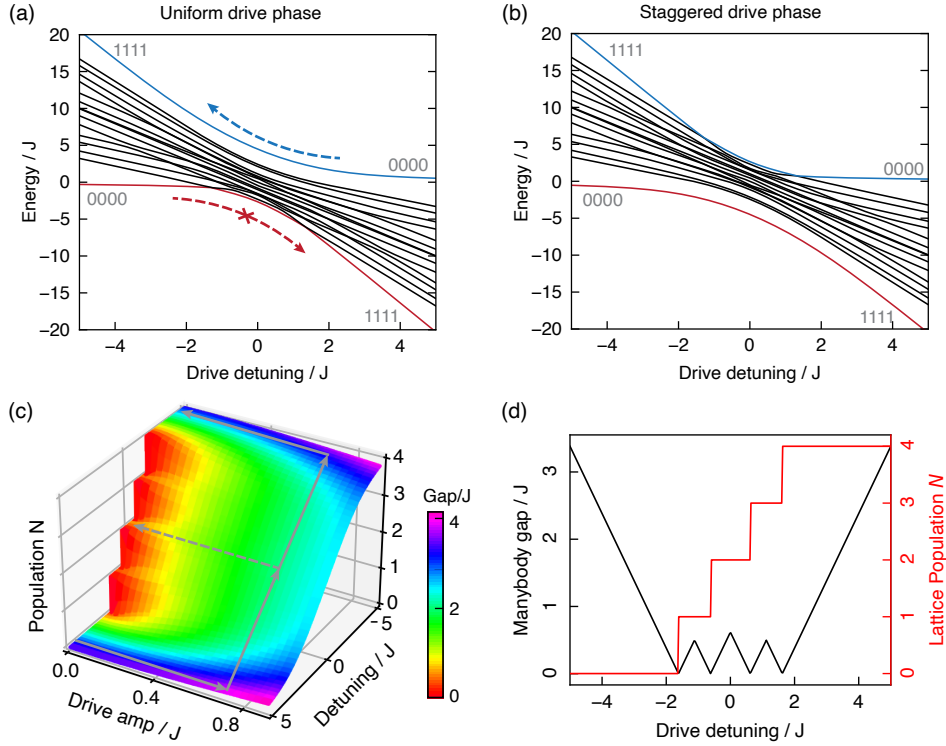 (a) Uniform drive phase
20
15
10
5
0
−5
−10
−15
−20
Energy / J
1111
0000
0000
1111
−4 −2 0 2 4
Drive detuning / J
(b) Staggered drive phase
20
15
10
5
0
−5
−10
−15
−20
Energy / J
1111
0000
0000
1111
−4 −2 0 2 4
Drive detuning / J
(c)
Population N
4
3
2
1
0
0.0
0.4
0.8
Drive amp / J
−5
0
5
Detuning / J
Gap/J
4
2
0
(d)
3
2
1
0
Manybody gap / J
4
3
2
1
0
Lattice Population N
−4 −2 0 2 4
Drive detuning / J